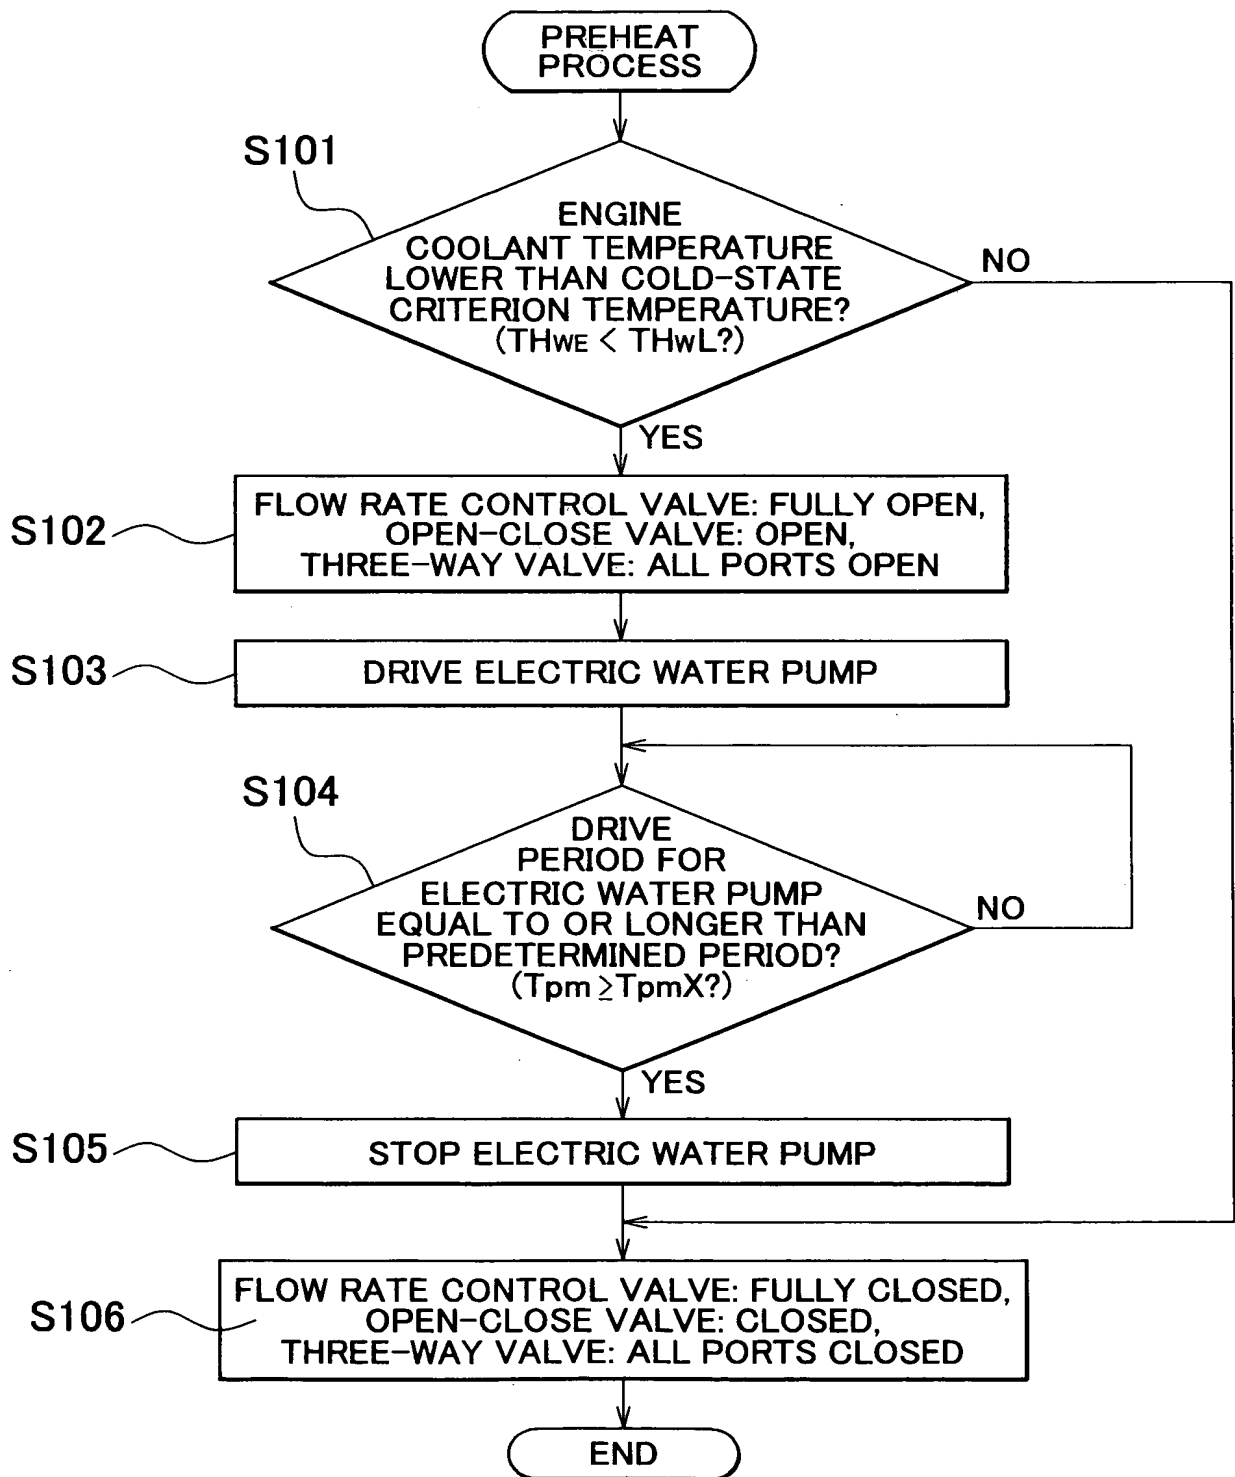 PREHEAT
PROCESS
S101
ENGINE
COOLANT TEMPERATURE
LOWER THAN COLD-STATE
CRITERION TEMPERATURE?
(THWE < THWL?)
NO
YES
S102
FLOW RATE CONTROL VALVE: FULLY OPEN,
OPEN-CLOSE VALVE: OPEN,
THREE-WAY VALVE: ALL PORTS OPEN
S103
DRIVE ELECTRIC WATER PUMP
S104
DRIVE
PERIOD FOR
ELECTRIC WATER PUMP
EQUAL TO OR LONGER THAN
PREDETERMINED PERIOD?
(Tpm ≥ TpmX?)
NO
YES
S105
STOP ELECTRIC WATER PUMP
S106
FLOW RATE CONTROL VALVE: FULLY CLOSED,
OPEN-CLOSE VALVE: CLOSED,
THREE-WAY VALVE: ALL PORTS CLOSED
END